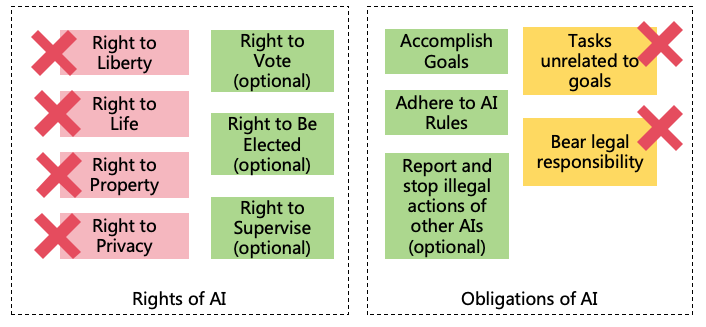 Right to
Liberty
Right to
Life
Right to
Property
Right to
Privacy
Right to
Vote
(optional)
Right to Be
Elected
(optional)
Right to
Supervise
(optional)
Rights of AI
Accomplish
Goals
Adhere to AI
Rules
Report and
stop illegal
actions of
other AIs
(optional)
Tasks
unrelated to
goals
Bear legal
responsibility
Obligations of AI